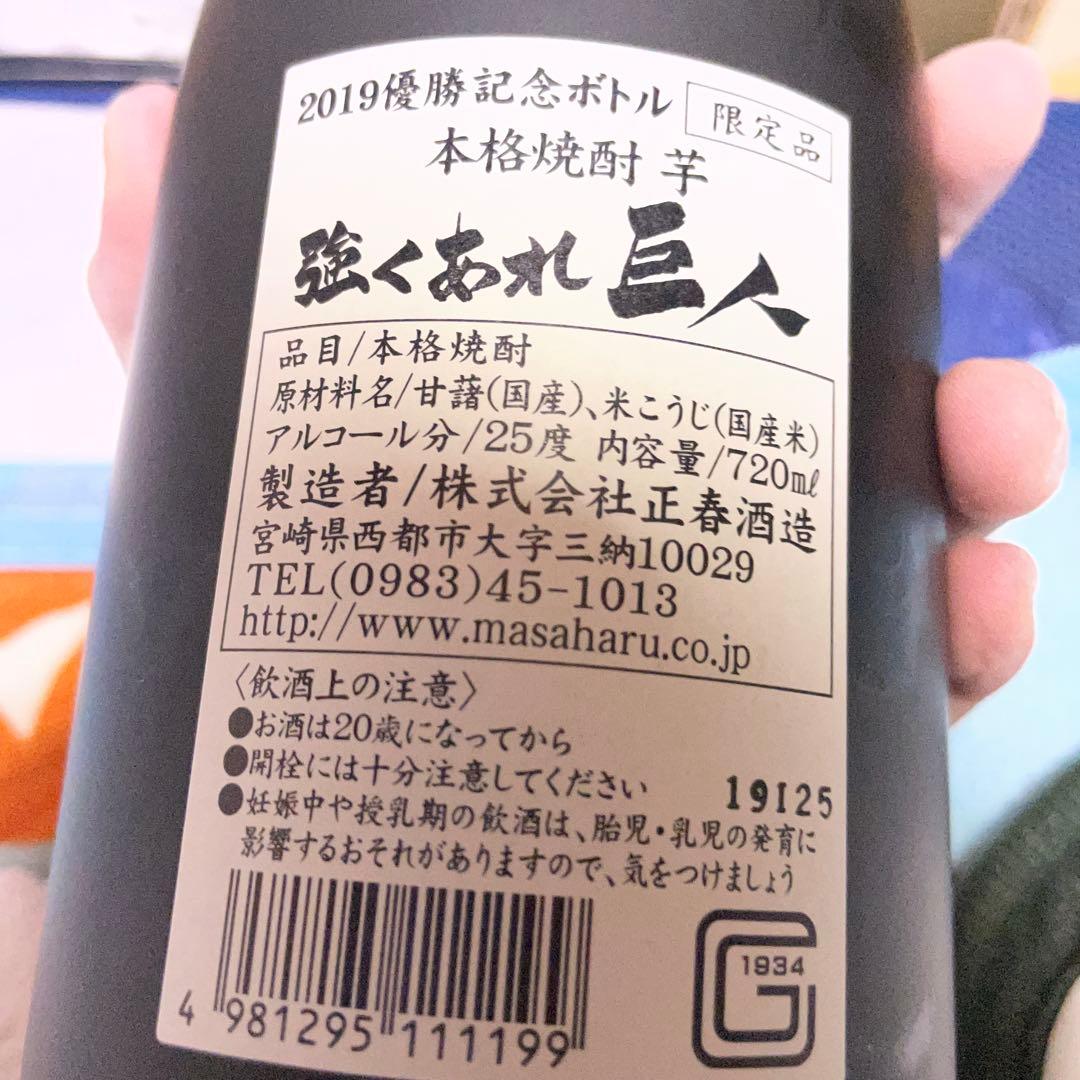 2019優勝記念ボトル 限定品
本格焼酎 芋
強くあれ巨人
品目/本格焼酎
原材料名/甘藷(国産)、米こうじ(国産米)
アルコール分/25度 内容量/720mℓ
製造者/株式会社正春酒造
宮崎県西都市大字三納10029
TEL(0983)45-1013
http://www.masaharu.co.jp
〈飲酒上の注意〉
●お酒は20歳になってから
●開栓には十分注意してください
19I25
●妊娠中や授乳期の飲酒は、胎児・乳児の発育に
影響するおそれがありますので、気をつけましょう
4 981295 111199
1934
G